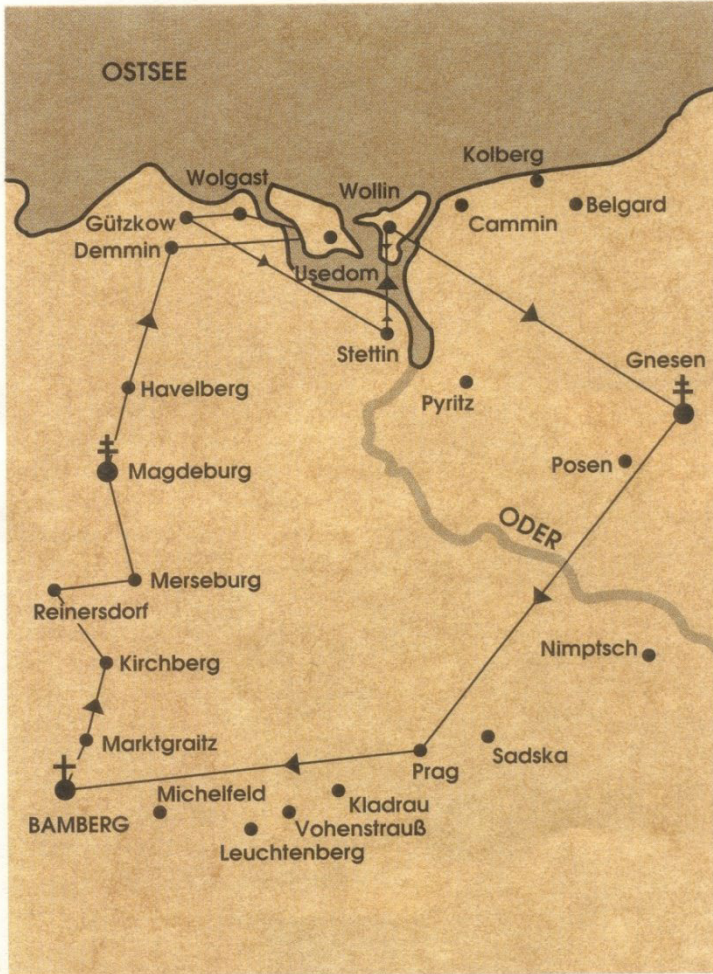 OSTSEE
Kolberg
Wolgast
Wollin
Belgard
Gützkow
Cammin
Demmin
Usedom
Stettin
Gnesen
Havelberg
Pyritz
Magdeburg
Posen
ODER
Merseburg
Reinersdorf
Kirchberg
Nimptsch
Marktgraitz
Sadska
Prag
Michelfeld
Kladrau
BAMBERG
Vohenstrauß
Leuchtenberg